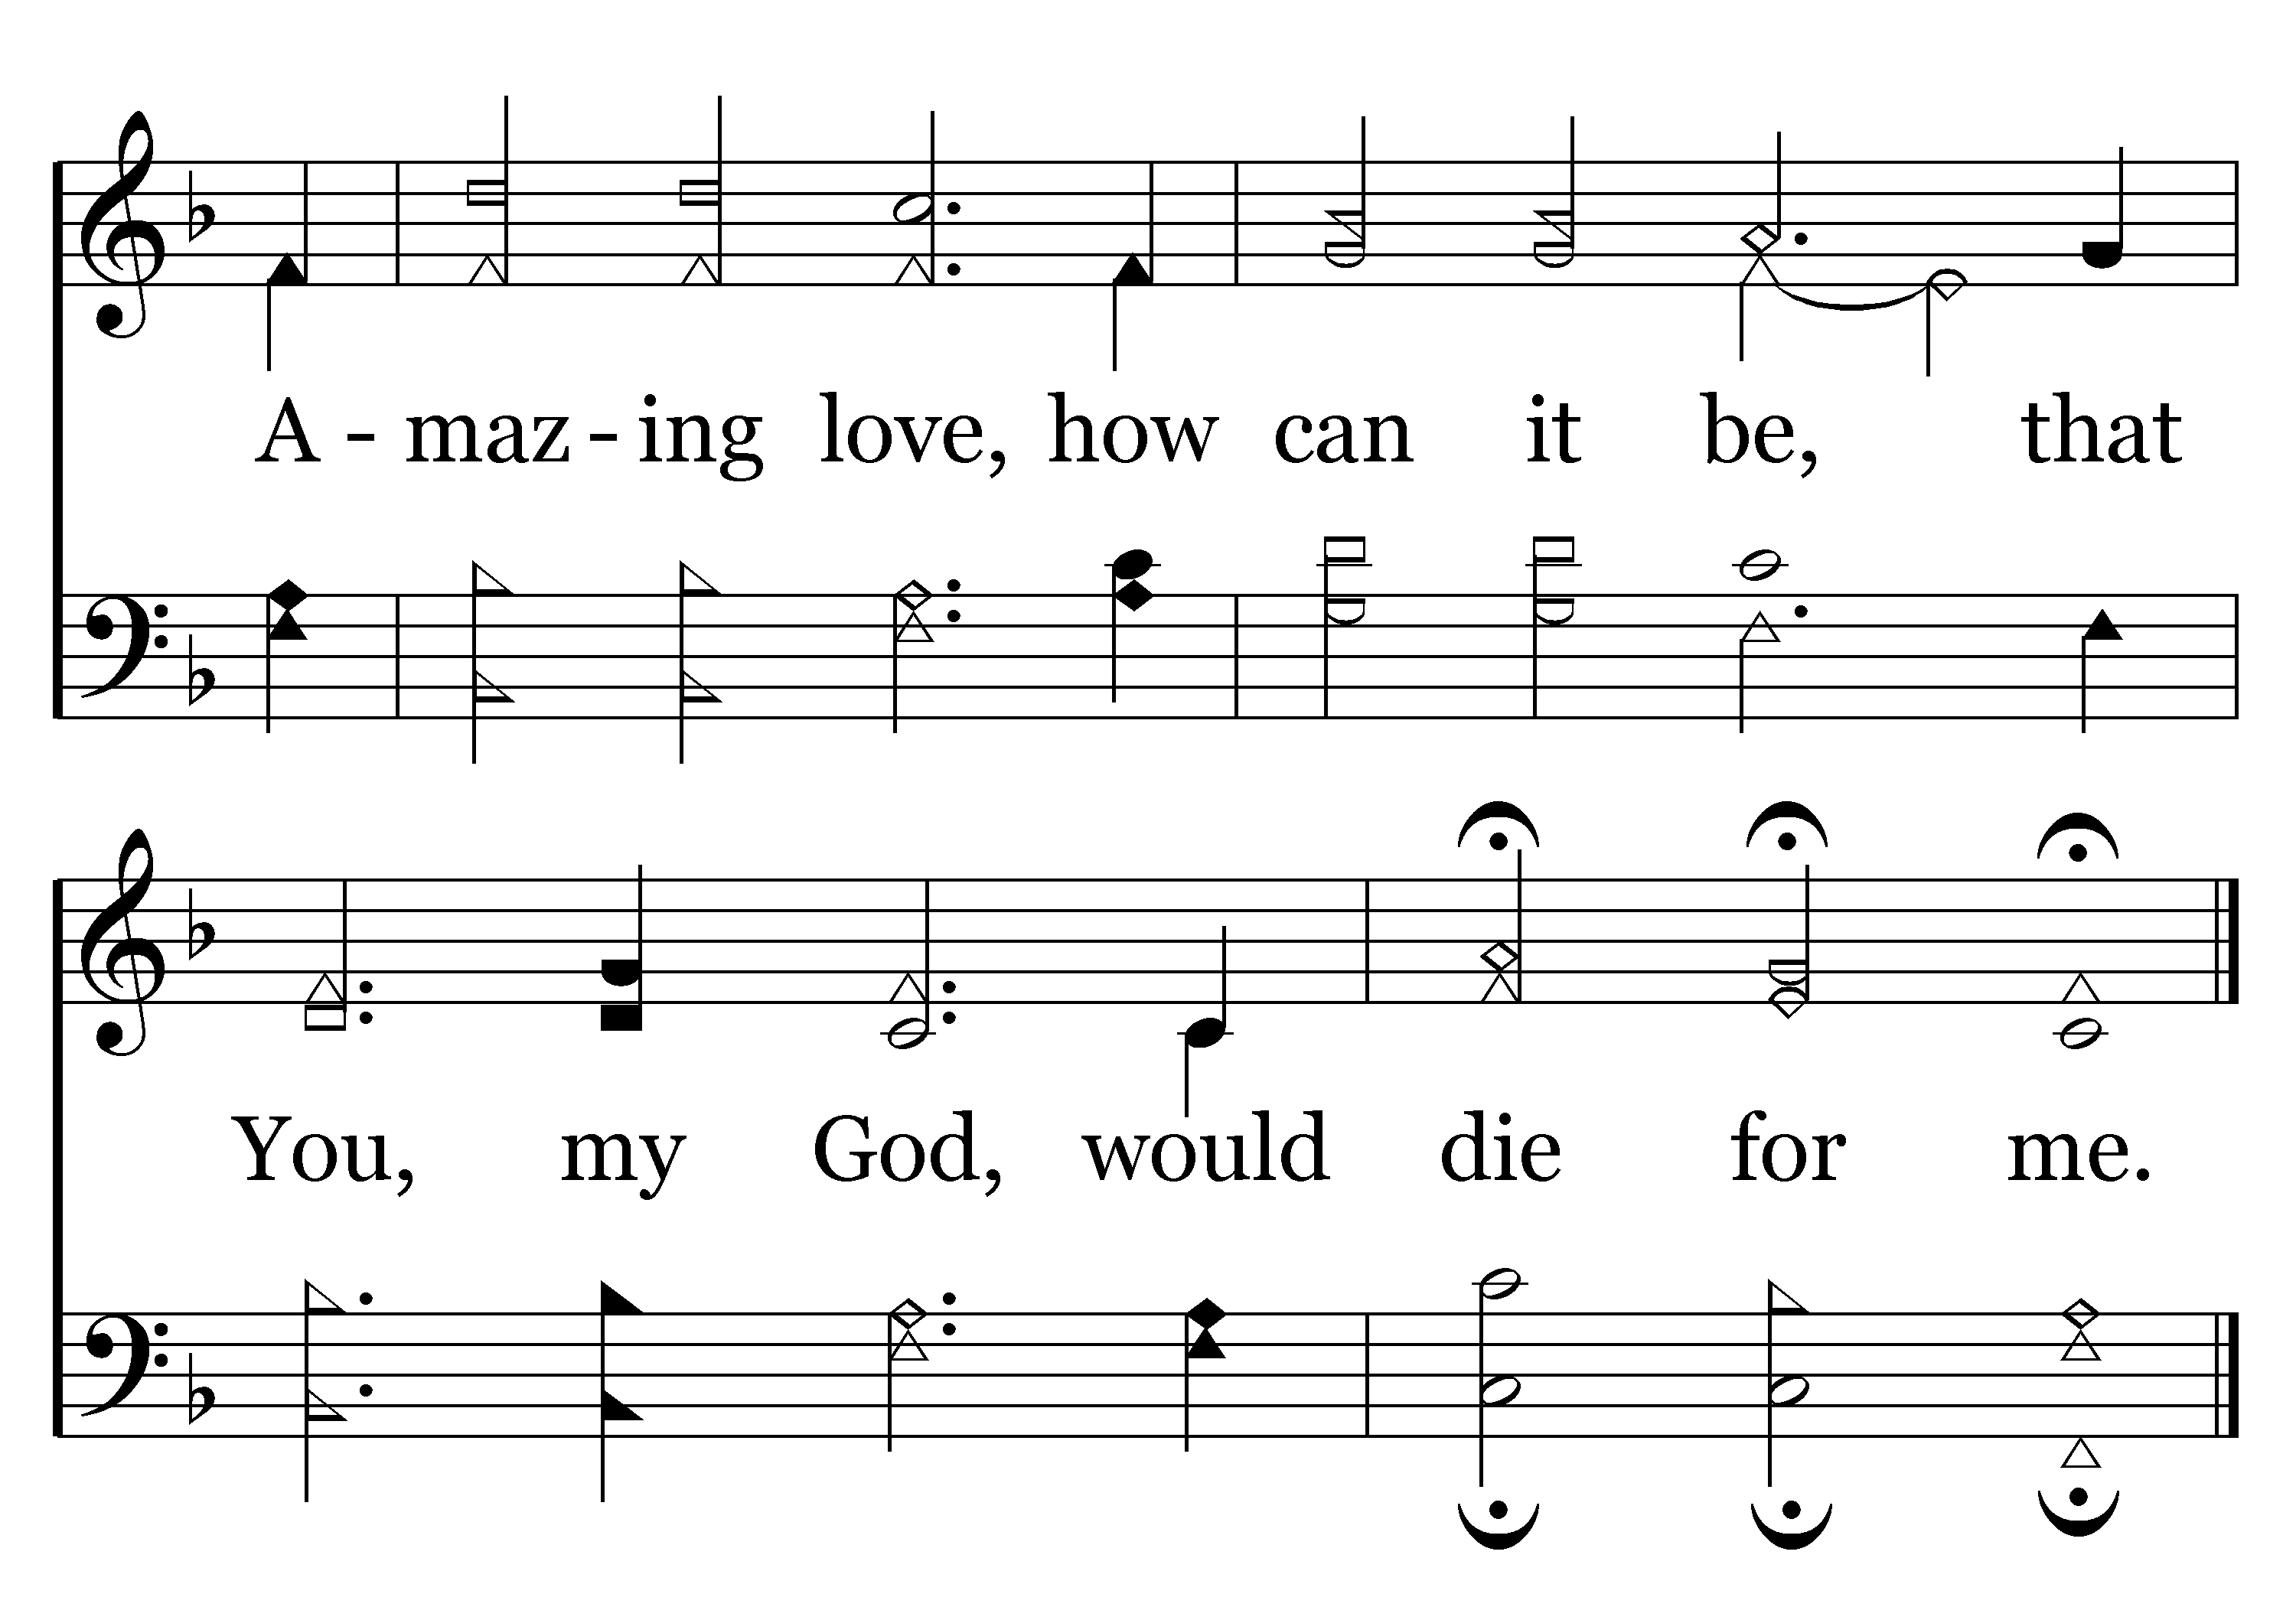 A - maz - ing love, how can it be, that
You, my God, would die for me.